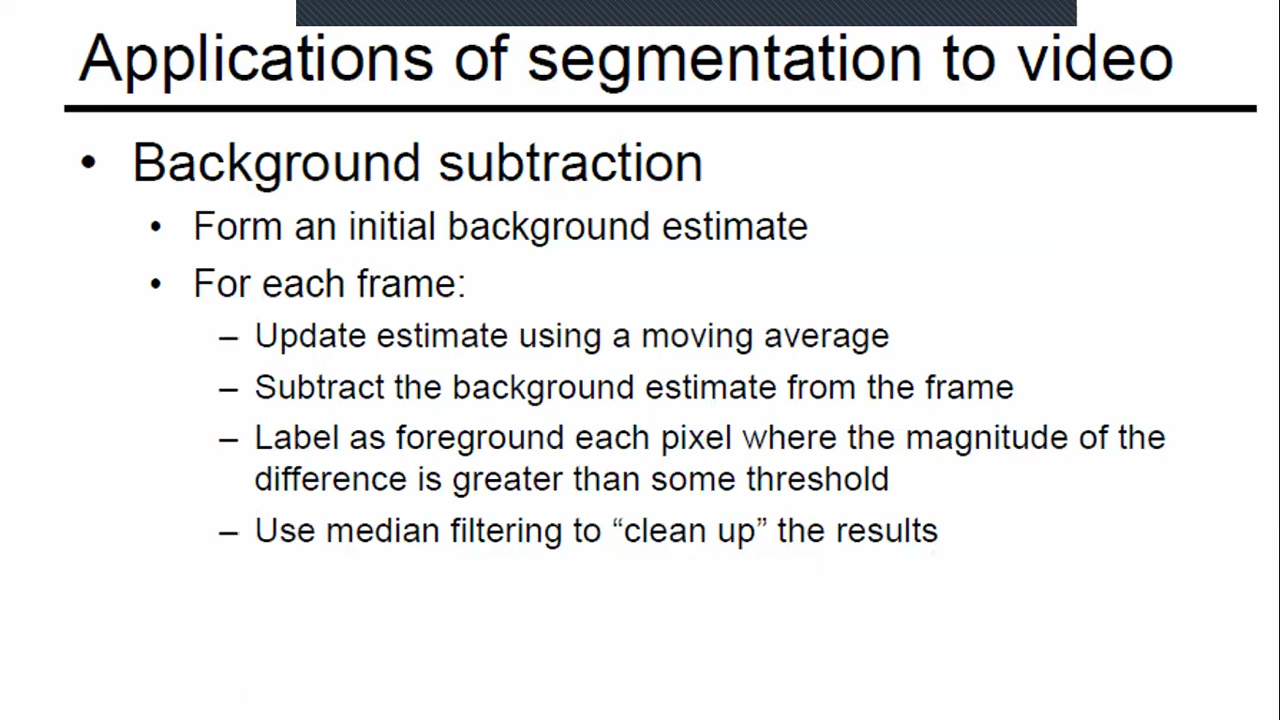 Applications of segmentation to video
• Background subtraction
• Form an initial background estimate
• For each frame:
– Update estimate using a moving average
– Subtract the background estimate from the frame
– Label as foreground each pixel where the magnitude of the
difference is greater than some threshold
– Use median filtering to “clean up” the results